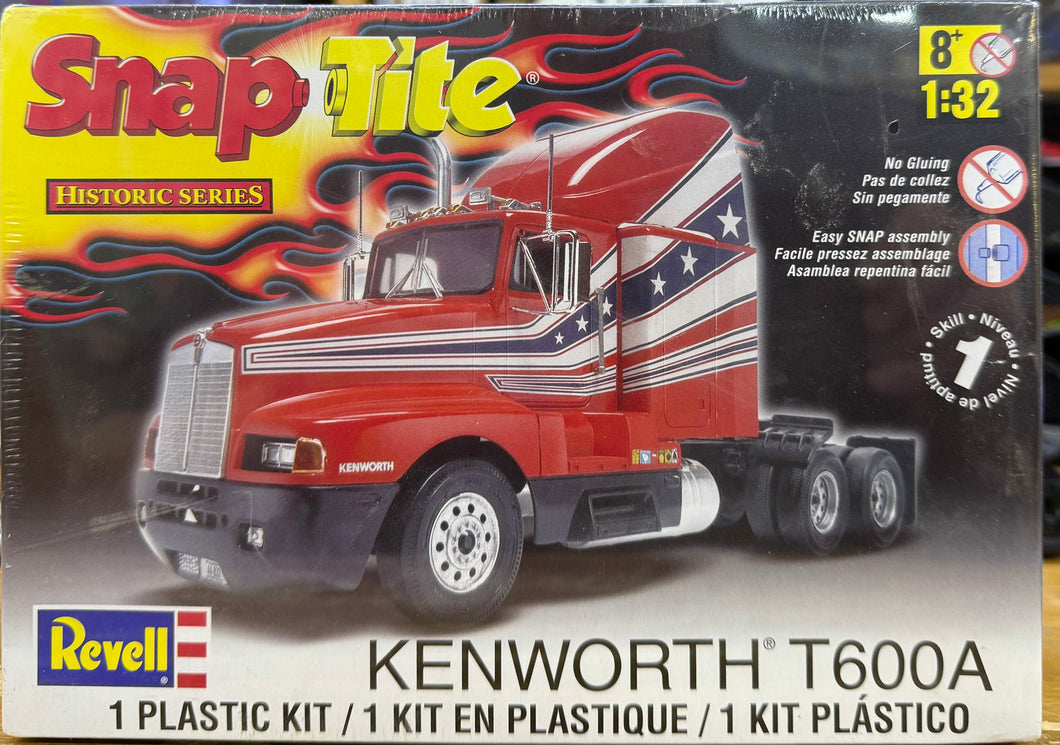 Snap Tite®
HISTORIC SERIES
8+
1:32
No Gluing
Pas de collez
Sin pegamente
Easy SNAP assembly
Facile pressez assemblage
Asamblea repentina fácil
Skill • Niveau • Nivel de aptitud •
1
KENWORTH
Revell®
KENWORTH® T600A
1 PLASTIC KIT / 1 KIT EN PLASTIQUE / 1 KIT PLÁSTICO